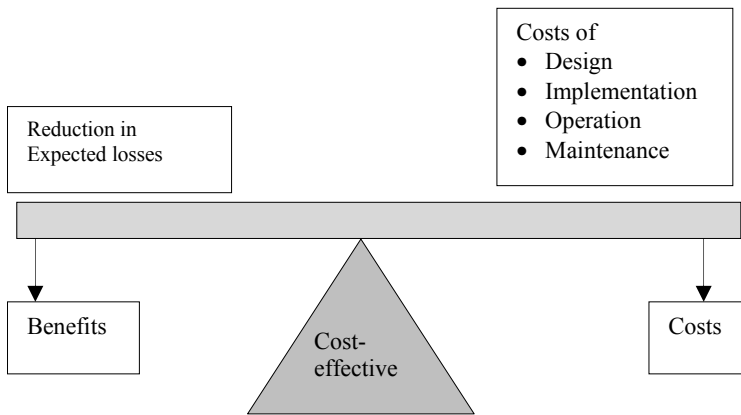 Costs of
• Design
• Implementation
• Operation
• Maintenance
Reduction in
Expected losses
Benefits
Cost-
effective
Costs